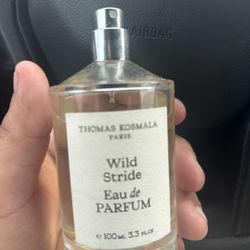 AIRBAG
THOMAS KOSMALA
PARIS
Wild
Stride
Eau de
PARFUM
e 100ML 3.3 fl.oz